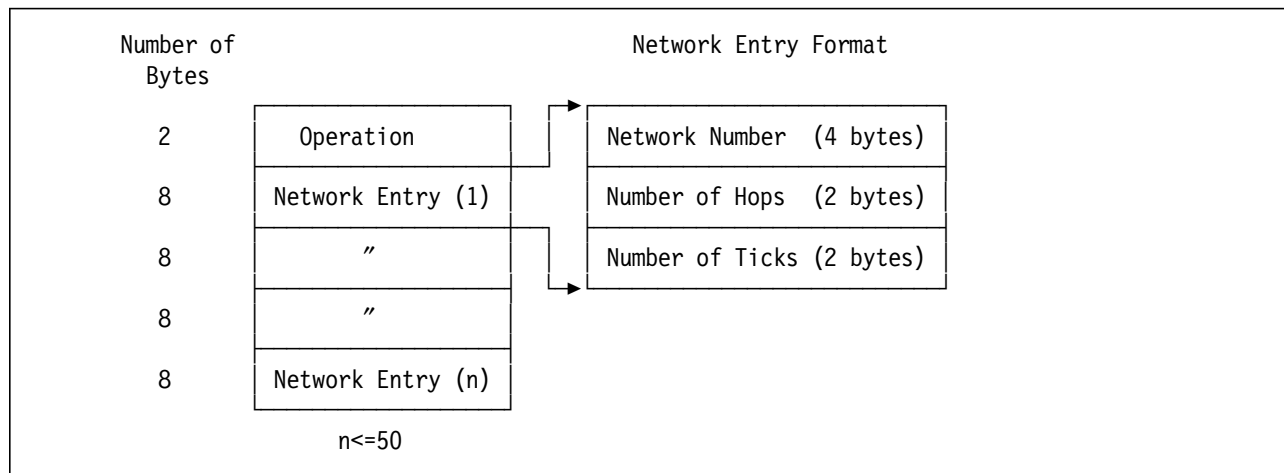 Number of Bytes
Network Entry Format
2 Operation
Network Number (4 bytes)
8 Network Entry (1)
Number of Hops (2 bytes)
8 ″
Number of Ticks (2 bytes)
8 ″
8 Network Entry (n)
n<=50